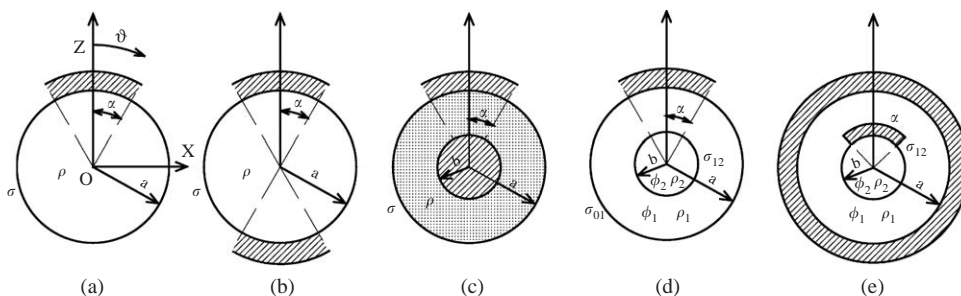 Z ϑ
α α α α α
X
σ ρ O a
ρ a
σ ρ b a
σ₀₁ b σ₁₂ a ϕ₂ ρ₂ ϕ₁ ρ₁
σ₁₂ b a ϕ₂ ρ₂ ϕ₁ ρ₁
(a) (b) (c) (d) (e)